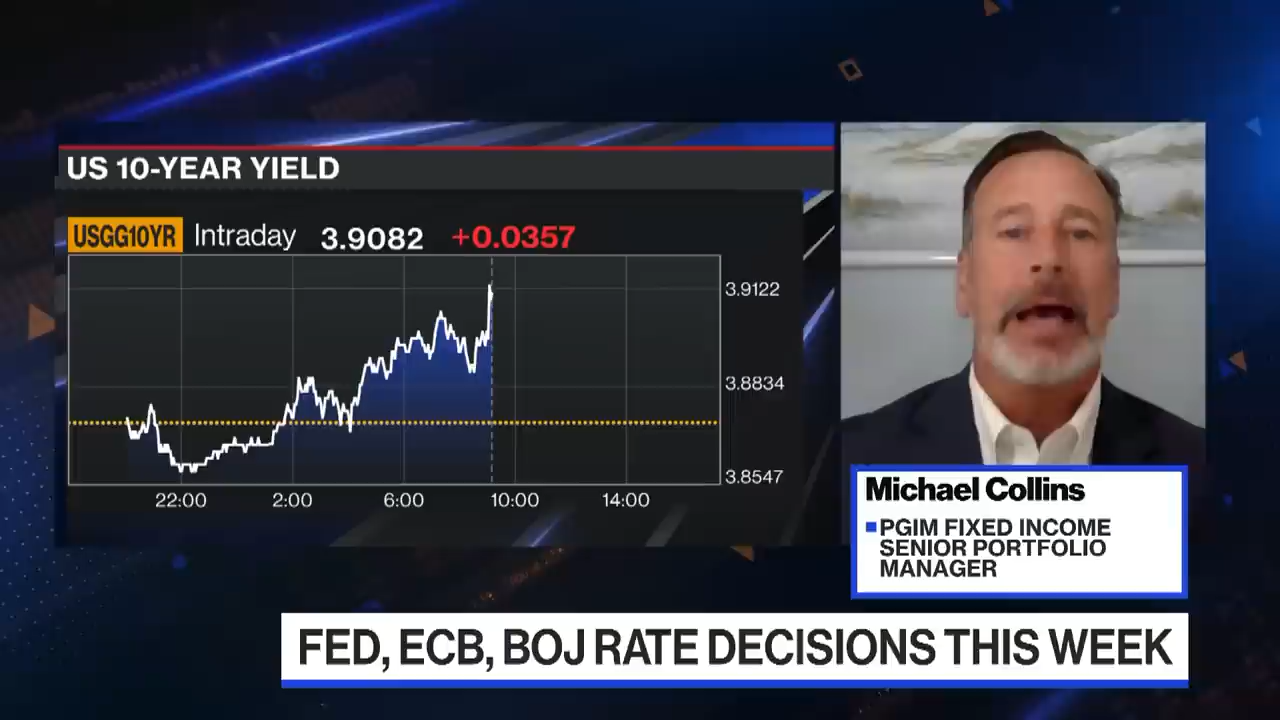 US 10-YEAR YIELD
USGG10YR Intraday 3.9082 +0.0357
3.9122
3.8834
3.8547
22:00 2:00 6:00 10:00 14:00
Michael Collins
PGIM FIXED INCOME
SENIOR PORTFOLIO
MANAGER
FED, ECB, BOJ RATE DECISIONS THIS WEEK